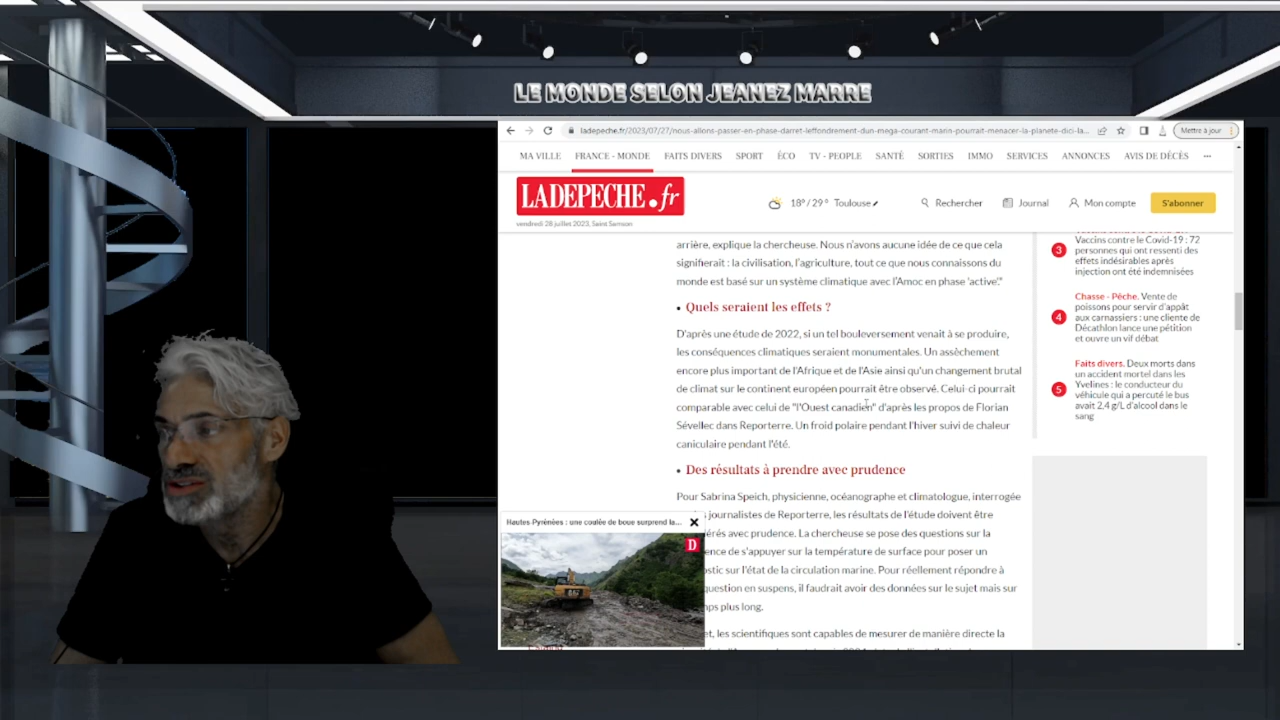 LE MONDE SELON JEANEZ MARRE
ladepeche.fr/2023/07/27/nous-allons-passer-en-phase-darret-leffondrement-dun-mega-courant-marin-pourrait-menacer-la-planete-dici-la...
Mettre à jour
MA VILLE FRANCE - MONDE FAITS DIVERS SPORT ÉCO TV - PEOPLE SANTÉ SORTIES IMMO SERVICES ANNONCES AVIS DE DÉCÈS ...
LADEPECHE.fr
18° / 29° Toulouse
Rechercher
Journal
Mon compte
S'abonner
vendredi 28 juillet 2023, Saint Samson
arrière, explique la chercheuse. Nous n'avons aucune idée de ce que cela
signifierait : la civilisation, l'agriculture, tout ce que nous connaissons du
monde est basé sur un système climatique avec l'Amoc en phase 'active'."
• Quels seraient les effets ?
D'après une étude de 2022, si un tel bouleversement venait à se produire,
les conséquences climatiques seraient monumentales. Un assèchement
encore plus important de l'Afrique et de l'Asie ainsi qu'un changement brutal
de climat sur le continent européen pourrait être observé. Celui-ci pourrait
comparable avec celui de "l'Ouest canadien" d'après les propos de Florian
Sévellec dans Reporterre. Un froid polaire pendant l'hiver suivi de chaleur
caniculaire pendant l'été.
• Des résultats à prendre avec prudence
Pour Sabrina Speich, physicienne, océanographe et climatologue, interrogée
journalistes de Reporterre, les résultats de l'étude doivent être
érés avec prudence. La chercheuse se pose des questions sur la
ence de s'appuyer sur la température de surface pour poser un
ostic sur l'état de la circulation marine. Pour réellement répondre à
question en suspens, il faudrait avoir des données sur le sujet mais sur
mps plus long.
et, les scientifiques sont capables de mesurer de manière directe la
3
Vaccins contre le Covid-19 : 72
personnes qui ont ressenti des
effets indésirables après
injection ont été indemnisées
4
Chasse - Pêche. Vente de
poissons pour servir d'appât
aux carnassiers : une cliente de
Décathlon lance une pétition
et ouvre un vif débat
5
Faits divers. Deux morts dans
un accident mortel dans les
Yvelines : le conducteur du
véhicule qui a percuté le bus
avait 2,4 g/L d'alcool dans le
sang
Hautes-Pyrénées : une coulée de boue surprend la...
D